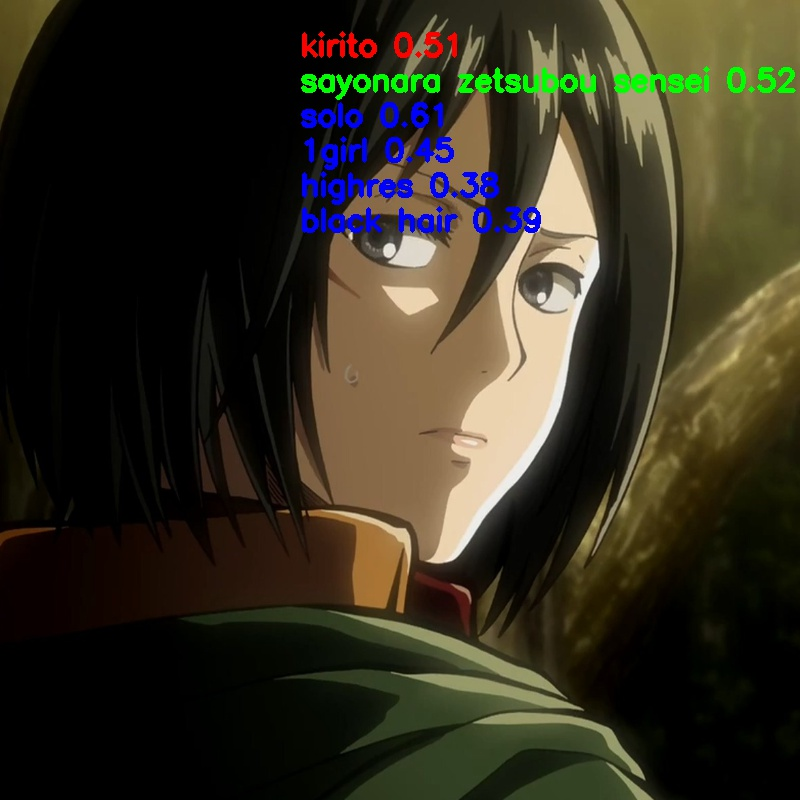 kirito 0.51
sayonara zetsubou sensei 0.52
solo 0.61
1girl 0.45
highres 0.38
black hair 0.39